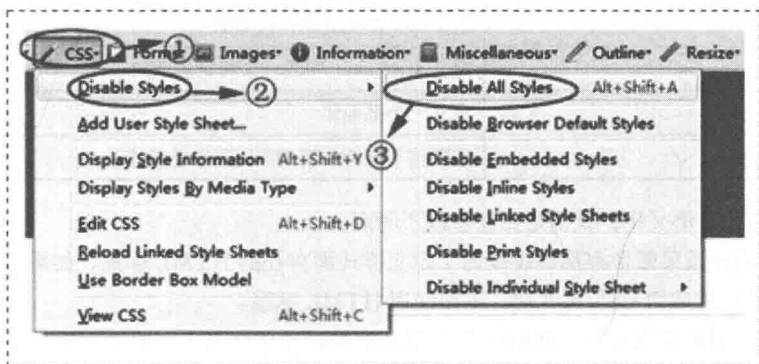 CSS▾ Format Images▾ Information▾ Miscellaneous▾ Outline▾ Resize▾
①
Disable Styles ▸
②
Add User Style Sheet...
Display Style Information Alt+Shift+Y
Display Styles By Media Type ▸
Edit CSS Alt+Shift+D
Reload Linked Style Sheets
Use Border Box Model
View CSS Alt+Shift+C
Disable All Styles Alt+Shift+A
③
Disable Browser Default Styles
Disable Embedded Styles
Disable Inline Styles
Disable Linked Style Sheets
Disable Print Styles
Disable Individual Style Sheet ▸